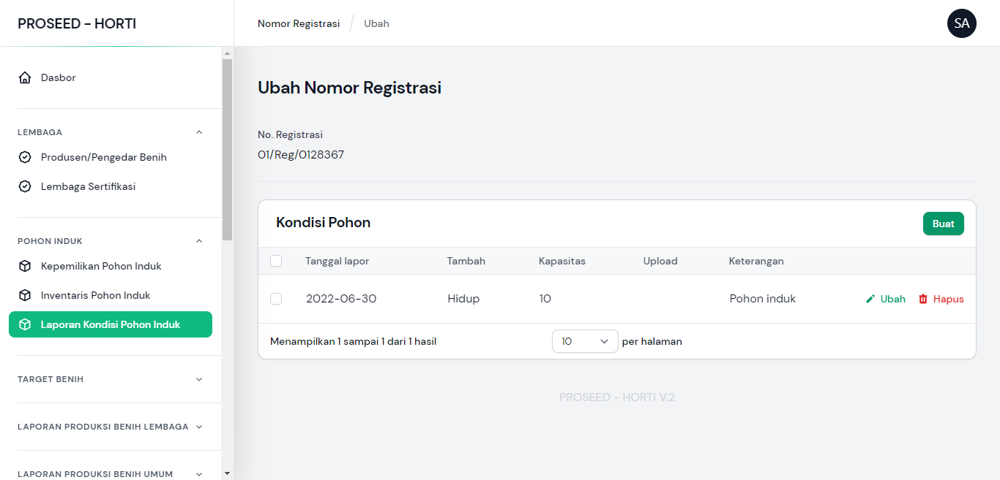 PROSEED - HORTI
Nomor Registrasi / Ubah
SA
Dasbor
LEMBAGA
Produsen/Pengedar Benih
Lembaga Sertifikasi
POHON INDUK
Kepemilikan Pohon Induk
Inventaris Pohon Induk
Laporan Kondisi Pohon Induk
TARGET BENIH
LAPORAN PRODUKSI BENIH LEMBAGA
LAPORAN PRODUKSI BENIH UMUM
Ubah Nomor Registrasi
No. Registrasi
01/Reg/0128367
Kondisi Pohon
Buat
Tanggal lapor Tambah Kapasitas Upload Keterangan
2022-06-30 Hidup 10 Pohon induk Ubah Hapus
Menampilkan 1 sampai 1 dari 1 hasil 10 per halaman
PROSEED - HORTI V.2